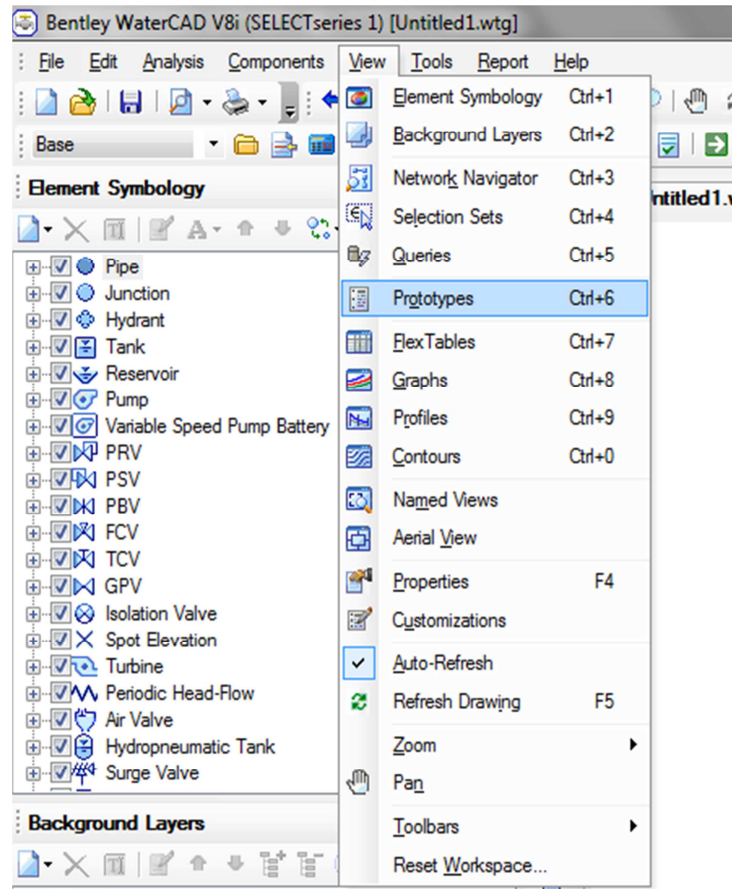 Bentley WaterCAD V8i (SELECTseries 1) [Untitled1.wtg]
File Edit Analysis Components View Tools Report Help
Base
Element Symbology
Pipe
Junction
Hydrant
Tank
Reservoir
Pump
Variable Speed Pump Battery
PRV
PSV
PBV
FCV
TCV
GPV
Isolation Valve
Spot Elevation
Turbine
Periodic Head-Flow
Air Valve
Hydropneumatic Tank
Surge Valve
Background Layers
Element Symbology Ctrl+1
Background Layers Ctrl+2
Network Navigator Ctrl+3
Selection Sets Ctrl+4
Queries Ctrl+5
Prototypes Ctrl+6
FlexTables Ctrl+7
Graphs Ctrl+8
Profiles Ctrl+9
Contours Ctrl+0
Named Views
Aerial View
Properties F4
Customizations
Auto-Refresh
Refresh Drawing F5
Zoom
Pan
Toolbars
Reset Workspace...